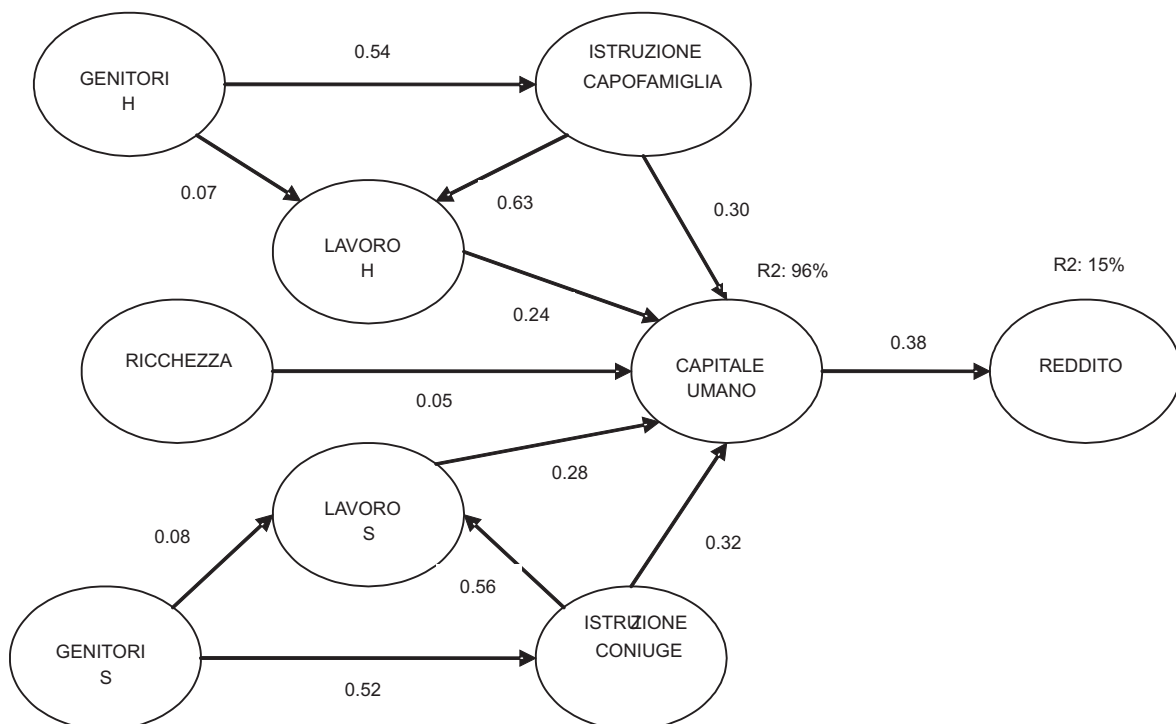 0.54
ISTRUZIONE
CAPOFAMIGLIA
GENITORI
H
0.07
0.63
0.30
LAVORO
H
R2: 96%
R2: 15%
0.24
RICCHEZZA
0.05
CAPITALE
UMANO
0.38
REDDITO
LAVORO
S
0.28
0.08
0.56
0.32
ISTRUZIONE
CONIUGE
GENITORI
S
0.52